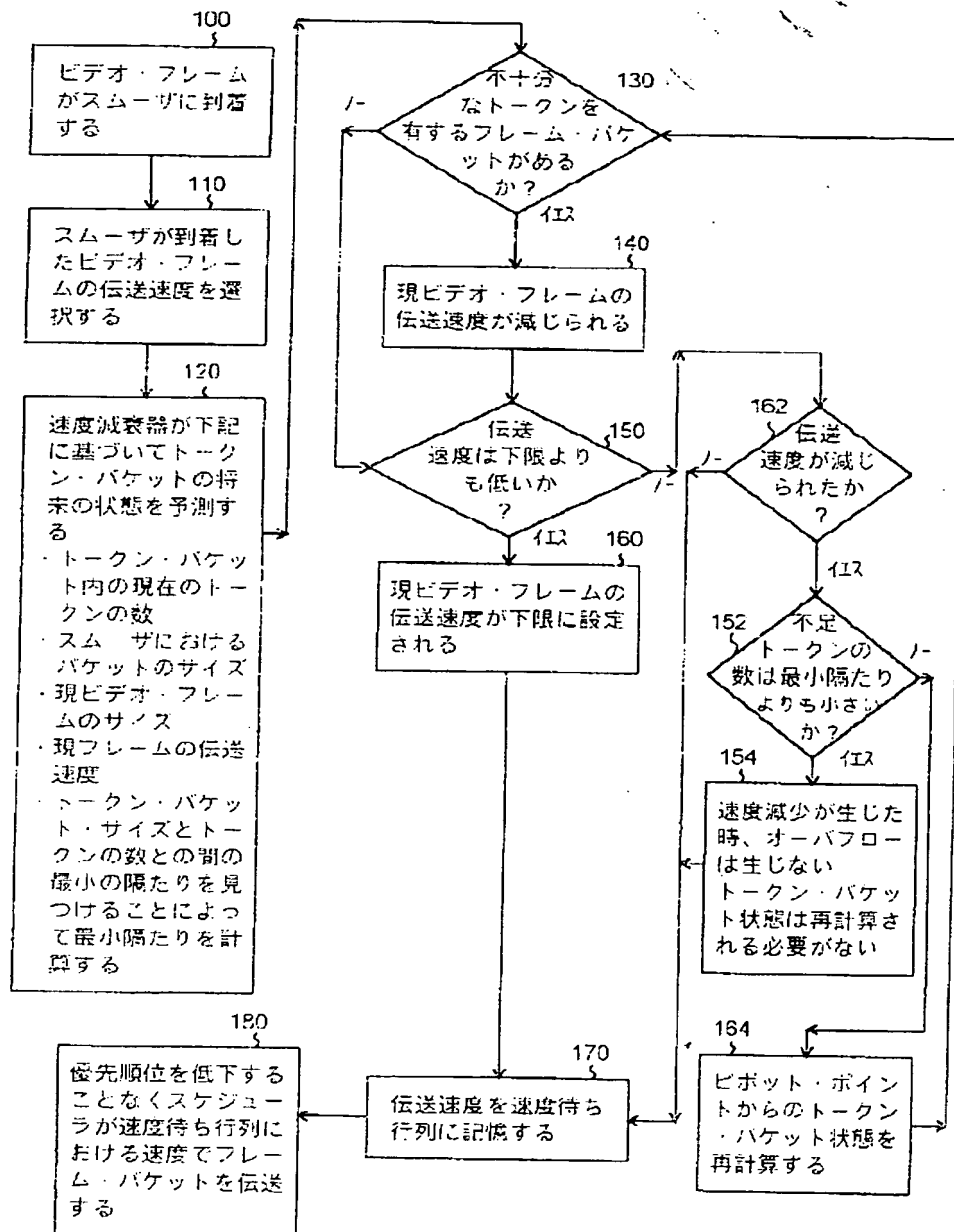 100
ビデオ・フレーム
がスムーザに到着
する
110
スムーザが到着し
たビデオ・フレー
ムの伝送速度を選
択する
120
速度減衰器が下記
に基づいてトーク
ン・バケットの将
来の状態を予測す
る
・トークン・バケッ
ト内の現在のトー
クンの数
・スムーザにおける
バケットのサイズ
・現ビデオ・フレー
ムのサイズ
・現フレームの伝送
速度
・トークン・バケッ
ト・サイズとトー
クンの数との間の
最小の隔たりを見
つけることによっ
て最小隔たりを計
算する
130
不十分
なトークンを
有するフレーム・バケ
ットがある
か？
ノー
イエス
140
現ビデオ・フレームの
伝送速度が減じられる
150
伝送
速度は下限より
も低いか
？
ノー
イエス
160
現ビデオ・フレームの
伝送速度が下限に設定
される
162
伝送
速度が減じ
られたか
？
ノー
イエス
152
不足
トークンの
数は最小隔たり
よりも小さい
か？
ノー
イエス
154
速度減少が生じた
時、オーバフロー
は生じない
トークン・バケット
状態は再計算され
る必要がない
164
ピボット・ポイン
トからのトークン
・バケット状態を
再計算する
170
伝送速度を速度待ち
行列に記憶する
180
優先順位を低下する
ことなくスケジュー
ラが速度待ち行列に
おける速度でフレー
ム・バケットを伝送
する